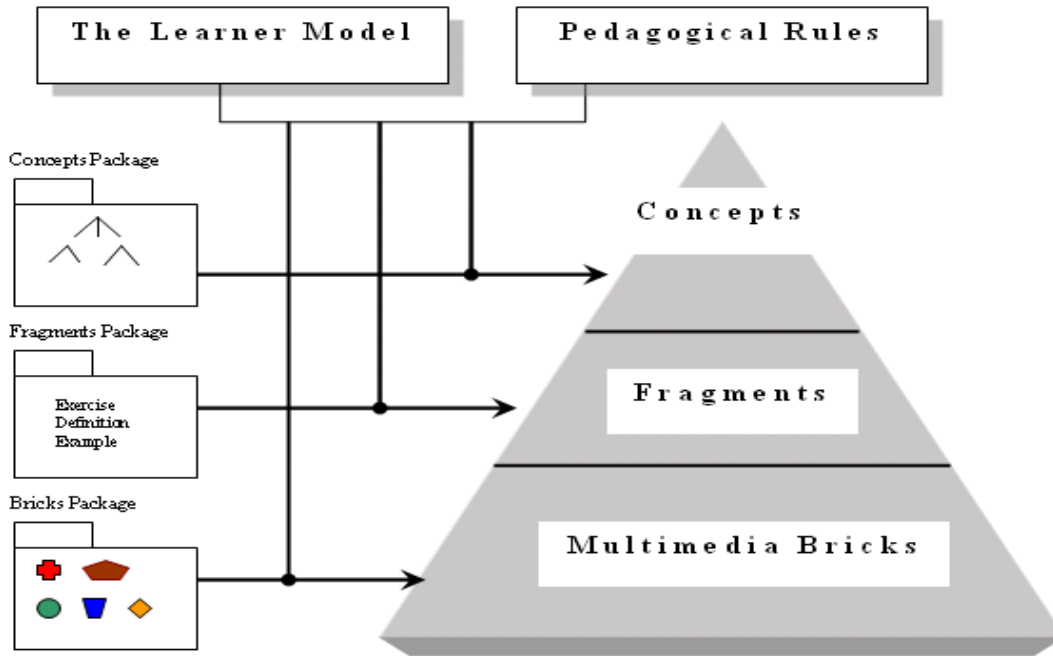 The Learner Model
Pedagogical Rules
Concepts Package
Concepts
Fragments Package
Exercise
Definition
Example
Fragments
Bricks Package
Multimedia Bricks